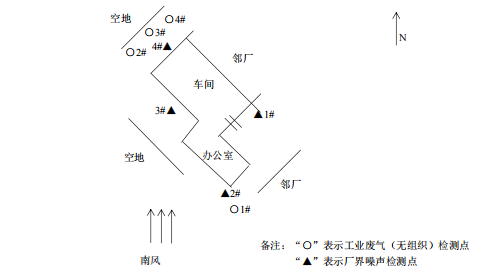 空地
○4#
○3#
4#▲
○2#
邻厂
N
车间
3#▲
▲1#
空地
办公室
邻厂
▲2#
○1#
南风
备注：“○”表示工业废气（无组织）检测点
“▲”表示厂界噪声检测点